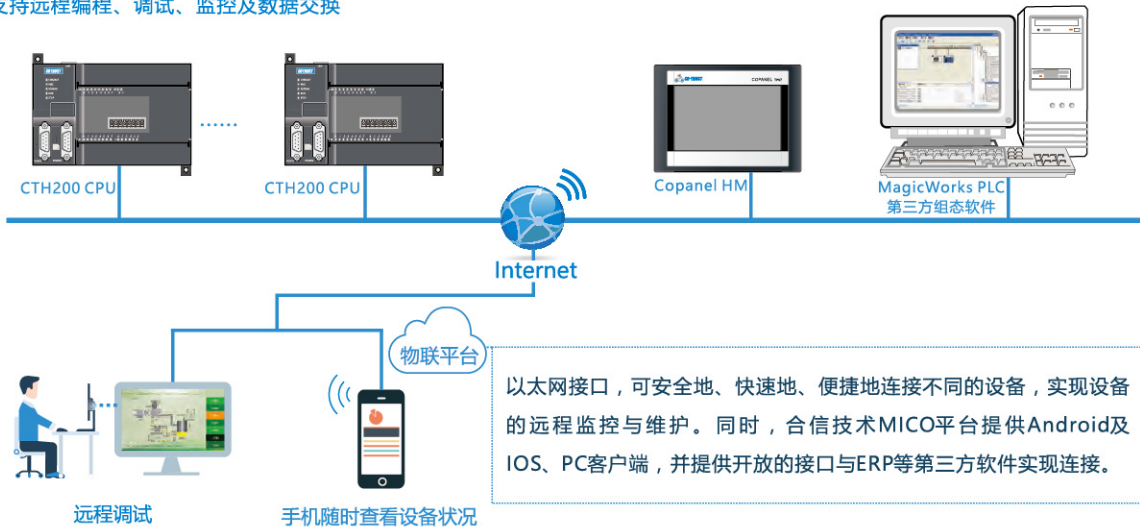 支持远程编程、调试、监控及数据交换
CO-TRUST
CO-TRUST
CO-TRUST
COPANEL
……
CTH200 CPU
CTH200 CPU
Copanel HM
MagicWorks PLC
第三方组态软件
Internet
物联平台
以太网接口，可安全地、快速地、便捷地连接不同的设备，实现设备
的远程监控与维护。同时，合信技术MICO平台提供Android及
IOS、PC客户端，并提供开放的接口与ERP等第三方软件实现连接。
远程调试
手机随时查看设备状况